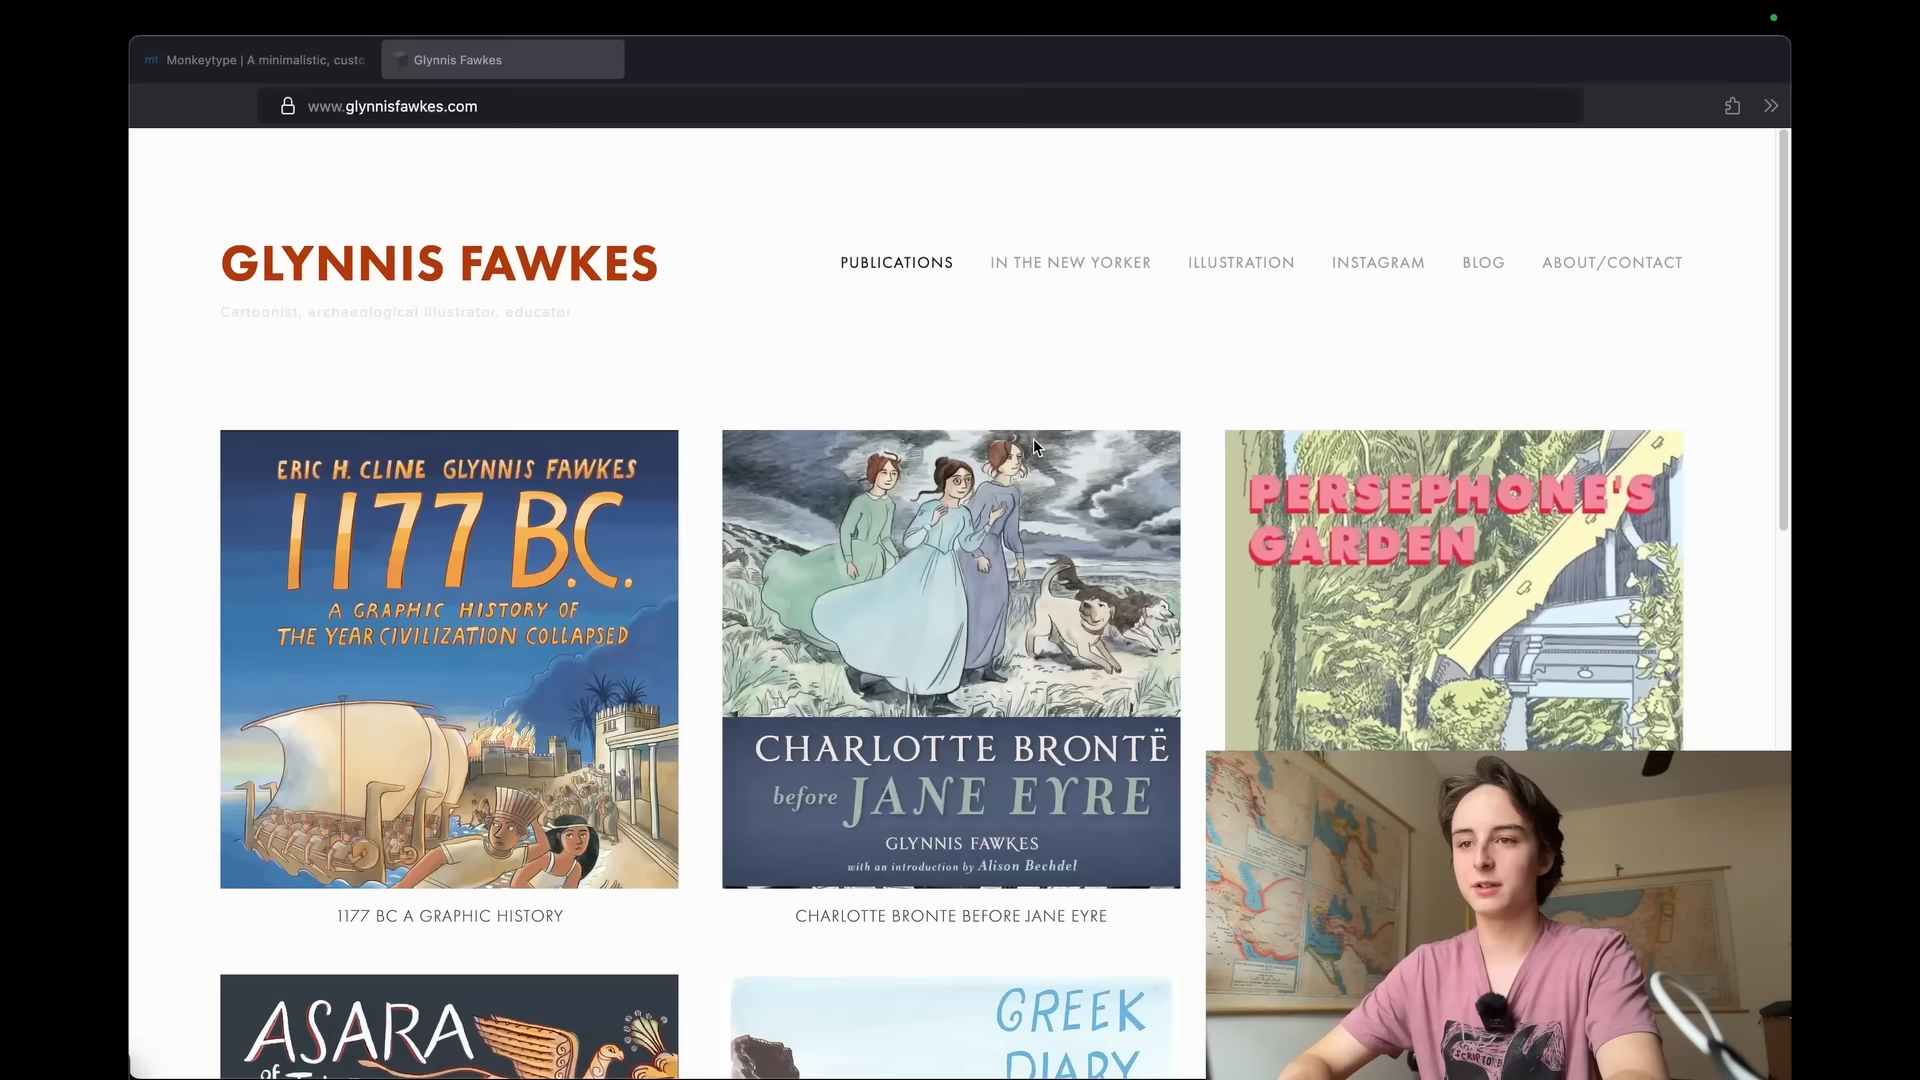 Monkeytype | A minimalistic, custo
Glynnis Fawkes
www.glynnisfawkes.com
GLYNNIS FAWKES
PUBLICATIONS
IN THE NEW YORKER
ILLUSTRATION
INSTAGRAM
BLOG
ABOUT/CONTACT
Cartoonist, archaeological illustrator, educator
ERIC H. CLINE GLYNNIS FAWKES
1177 B.C.
A GRAPHIC HISTORY OF
THE YEAR CIVILIZATION COLLAPSED
CHARLOTTE BRONTË
before JANE EYRE
GLYNNIS FAWKES
with an introduction by Alison Bechdel
PERSEPHONE'S
GARDEN
1177 BC A GRAPHIC HISTORY
CHARLOTTE BRONTE BEFORE JANE EYRE
ASARA
of
GREEK
DIARY